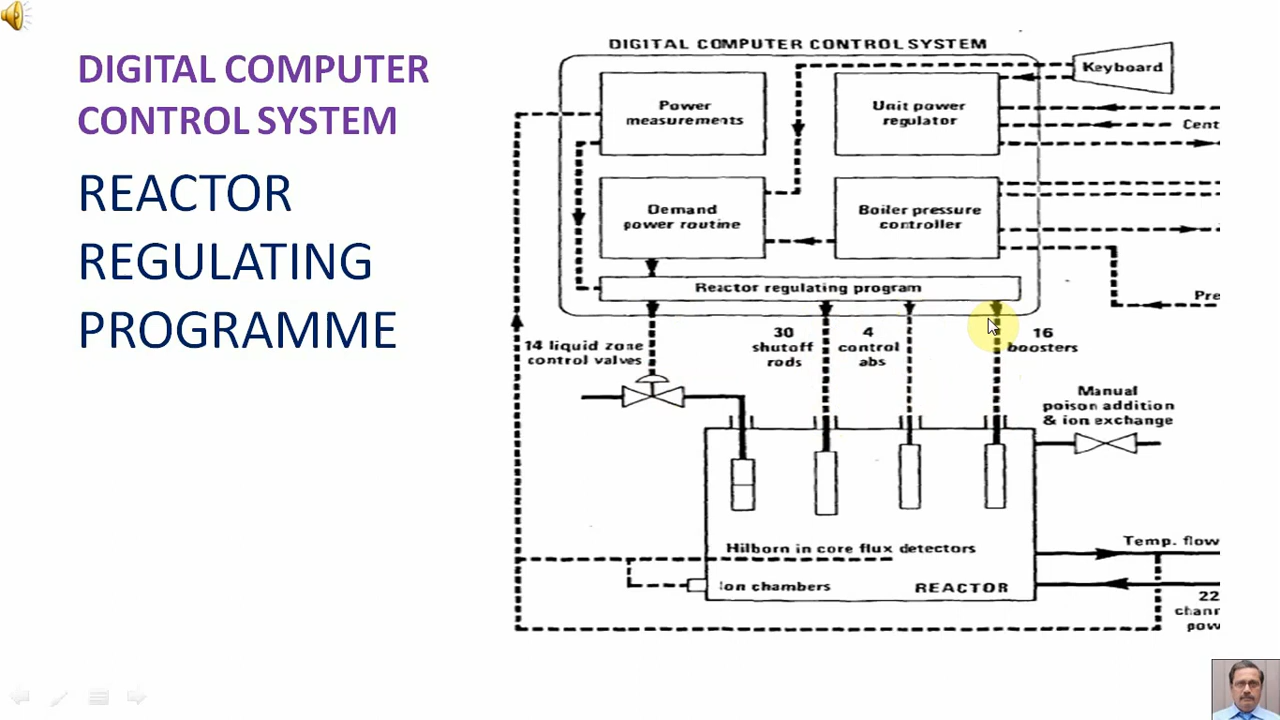 DIGITAL COMPUTER
CONTROL SYSTEM
REACTOR
REGULATING
PROGRAMME
DIGITAL COMPUTER CONTROL SYSTEM
Keyboard
Power
measurements
Unit power
regulator
Cent
Demand
power routine
Boiler pressure
controller
Reactor regulating program
Pre
14 liquid zone
control valves
30
shutoff
rods
4
control
abs
16
boosters
Manual
poison addition
& ion exchange
Hilborn in core flux detectors
Ion chambers
REACTOR
Temp. flow
22
chann
pow